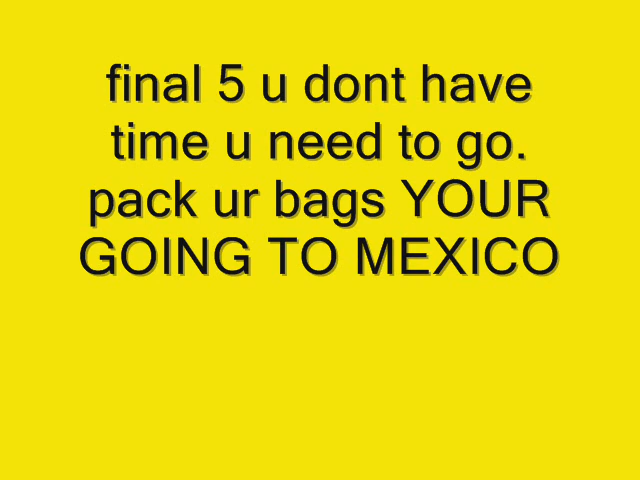 final 5 u dont have
time u need to go.
pack ur bags YOUR
GOING TO MEXICO